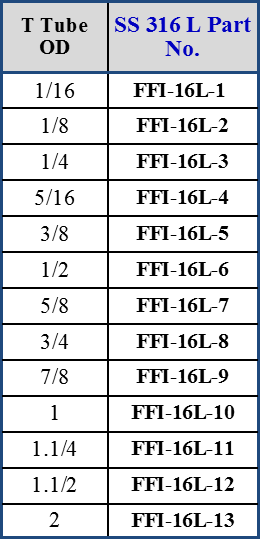 T Tube OD SS 316 L Part No.
1/16 FFI-16L-1
1/8 FFI-16L-2
1/4 FFI-16L-3
5/16 FFI-16L-4
3/8 FFI-16L-5
1/2 FFI-16L-6
5/8 FFI-16L-7
3/4 FFI-16L-8
7/8 FFI-16L-9
1 FFI-16L-10
1.1/4 FFI-16L-11
1.1/2 FFI-16L-12
2 FFI-16L-13